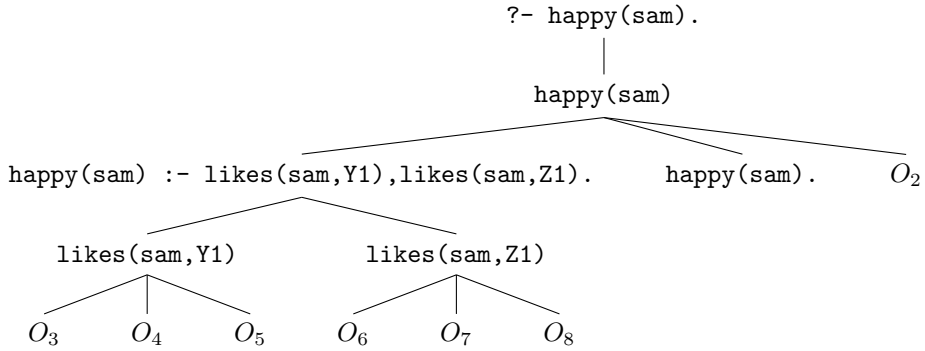 ?- happy(sam).
happy(sam)
happy(sam) :- likes(sam,Y1),likes(sam,Z1). happy(sam). O₂
likes(sam,Y1) likes(sam,Z1)
O₃ O₄ O₅ O₆ O₇ O₈